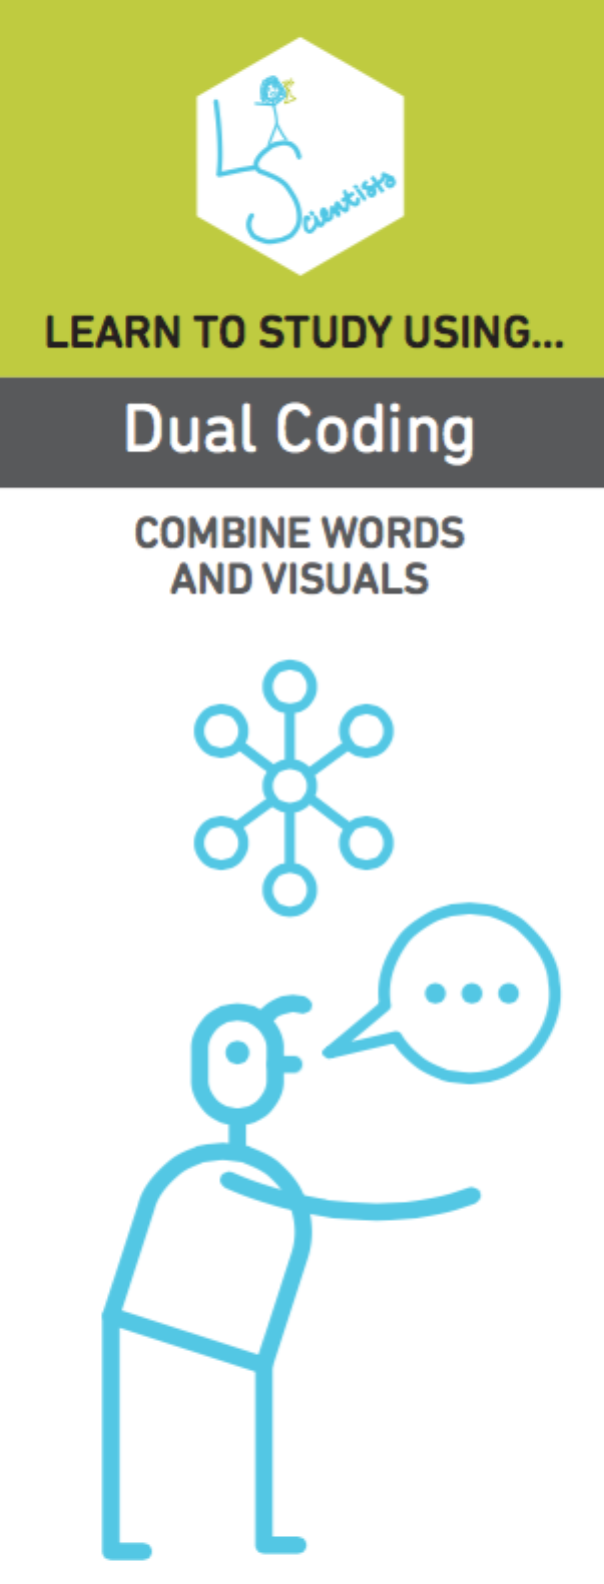 LS
cientists
LEARN TO STUDY USING...
Dual Coding
COMBINE WORDS
AND VISUALS
...